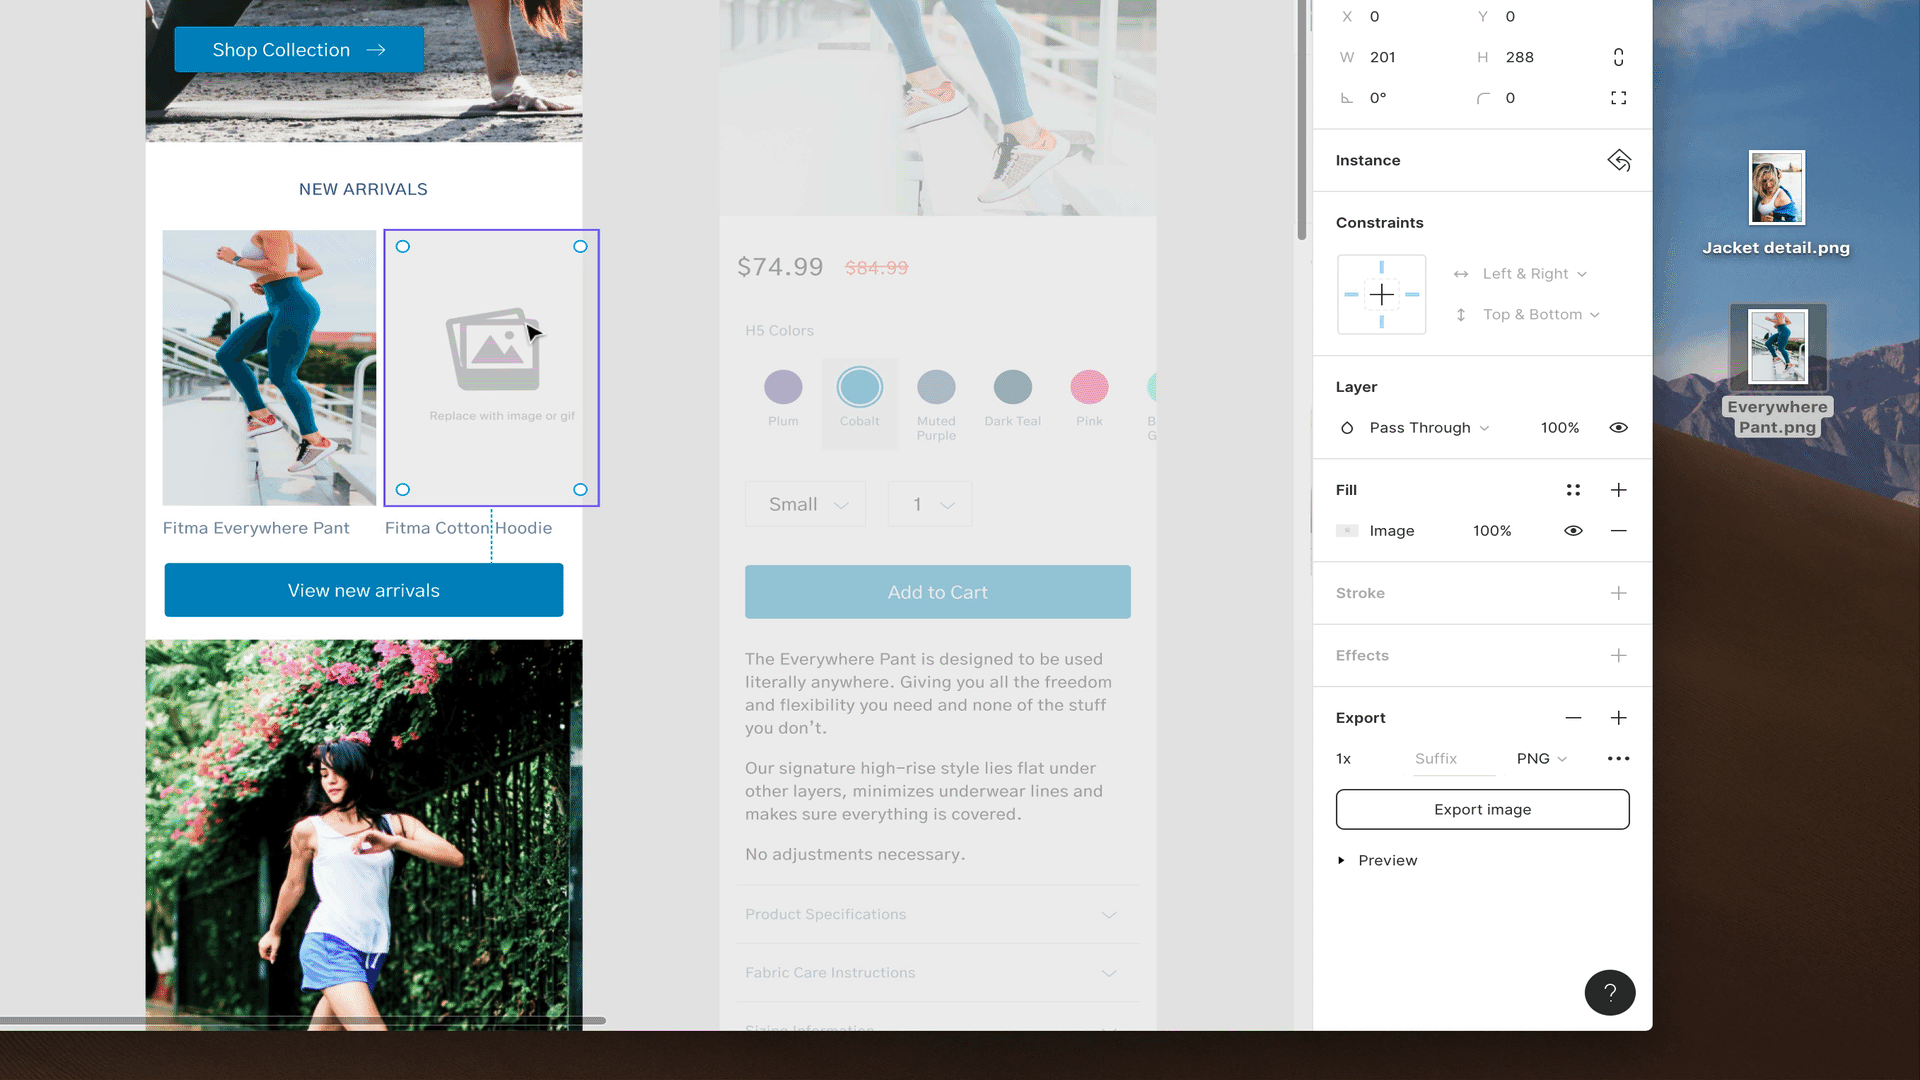 Shop Collection
NEW ARRIVALS
Replace with image or gif
Fitma Everywhere Pant
Fitma Cotton Hoodie
View new arrivals
$74.99
$84.99
H5 Colors
Plum
Cobalt
Muted
Purple
Dark Teal
Pink
B
G
Small
1
Add to Cart
The Everywhere Pant is designed to be used
literally anywhere. Giving you all the freedom
and flexibility you need and none of the stuff
you don't.
Our signature high-rise style lies flat under
other layers, minimizes underwear lines and
makes sure everything is covered.
No adjustments necessary.
Product Specifications
Fabric Care Instructions
Sizing Information
X 0
Y 0
W 201
H 288
0°
0
Instance
Constraints
Left & Right
Top & Bottom
Layer
Pass Through
100%
Fill
Image
100%
Stroke
Effects
Export
1x
Suffix
PNG
Export image
Preview
?
Jacket detail.png
Everywhere
Pant.png